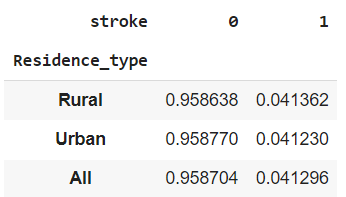 stroke 0 1
Residence_type
Rural 0.958638 0.041362
Urban 0.958770 0.041230
All 0.958704 0.041296